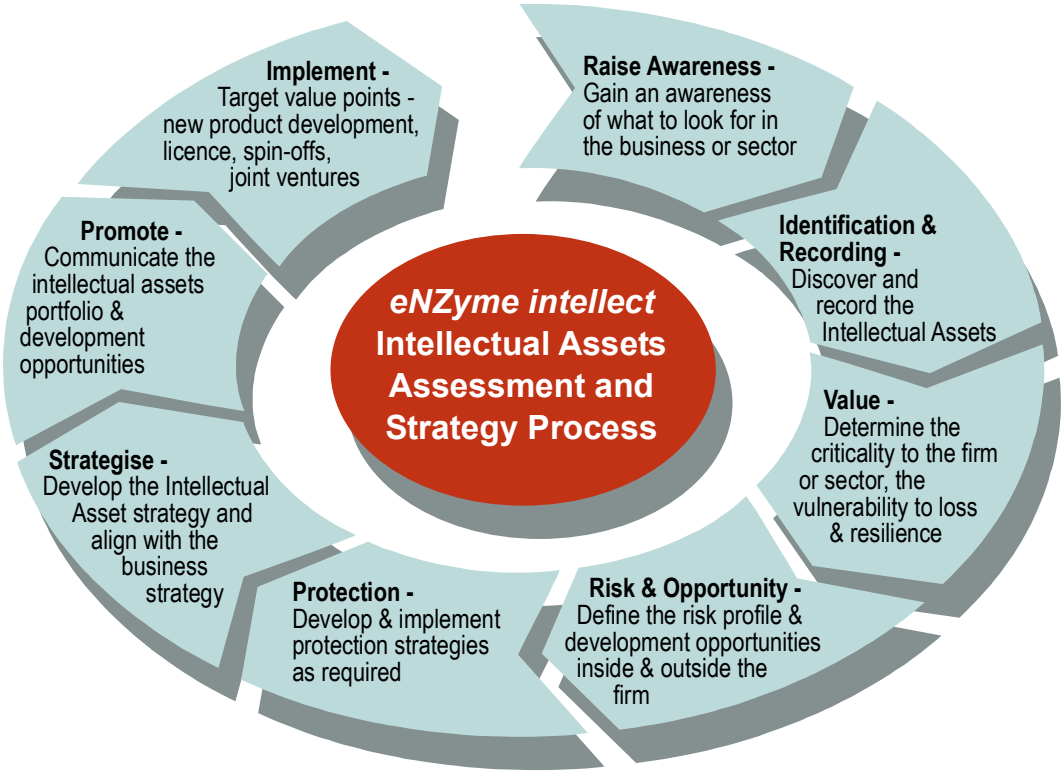 Raise Awareness -
Gain an awareness
of what to look for in
the business or sector
Identification &
Recording -
Discover and
record the
Intellectual Assets
Value -
Determine the
criticality to the firm
or sector, the
vulnerability to loss
& resilience
Risk & Opportunity -
Define the risk profile &
development opportunities
inside & outside the
firm
Protection -
Develop & implement
protection strategies
as required
Strategise -
Develop the Intellectual
Asset strategy and
align with the
business
strategy
Promote -
Communicate the
intellectual assets
portfolio &
development
opportunities
Implement -
Target value points -
new product development,
licence, spin-offs,
joint ventures
eNZyme intellect
Intellectual Assets
Assessment and
Strategy Process